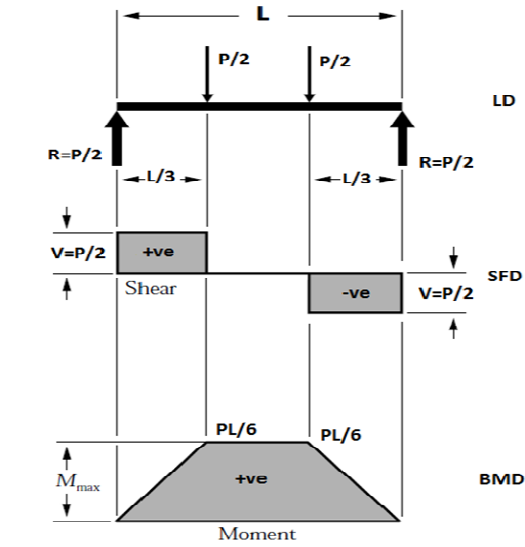 L
P/2
P/2
LD
R=P/2
R=P/2
L/3
L/3
V=P/2
+ve
Shear
-ve
V=P/2
SFD
PL/6
PL/6
Mmax
+ve
BMD
Moment